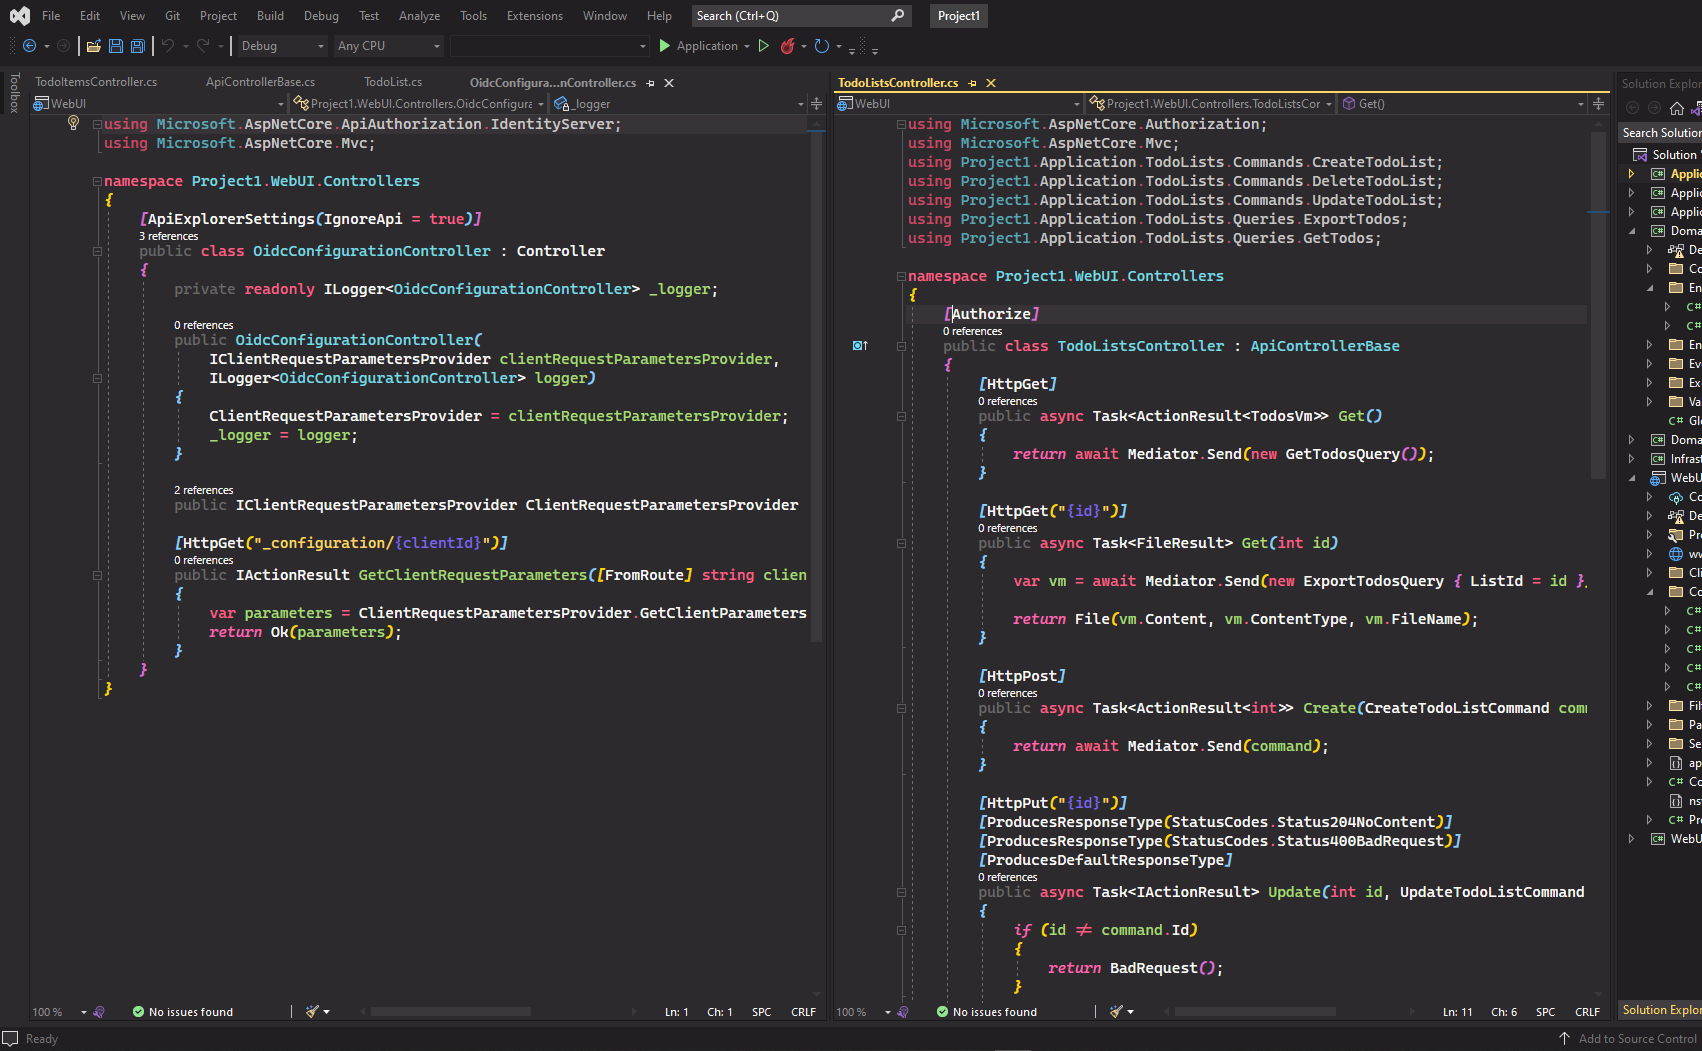 File Edit View Git Project Build Debug Test Analyze Tools Extensions Window Help Search (Ctrl+Q) Project1
Debug Any CPU Application
Toolbox
TodoItemsController.cs ApiControllerBase.cs TodoList.cs OidcConfigura...nController.cs
WebUI Project1.WebUI.Controllers.OidcConfigura _logger
using Microsoft.AspNetCore.ApiAuthorization.IdentityServer;
using Microsoft.AspNetCore.Mvc;
namespace Project1.WebUI.Controllers
{
[ApiExplorerSettings(IgnoreApi = true)]
3 references
public class OidcConfigurationController : Controller
{
private readonly ILogger<OidcConfigurationController> _logger;
0 references
public OidcConfigurationController(
IClientRequestParametersProvider clientRequestParametersProvider,
ILogger<OidcConfigurationController> logger)
{
ClientRequestParametersProvider = clientRequestParametersProvider;
_logger = logger;
}
2 references
public IClientRequestParametersProvider ClientRequestParametersProvider
[HttpGet("_configuration/{clientId}")]
0 references
public IActionResult GetClientRequestParameters([FromRoute] string clien
{
var parameters = ClientRequestParametersProvider.GetClientParameters
return Ok(parameters);
}
}
}
100 % No issues found Ln: 1 Ch: 1 SPC CRLF
TodoListsController.cs
WebUI Project1.WebUI.Controllers.TodoListsCor Get()
using Microsoft.AspNetCore.Authorization;
using Microsoft.AspNetCore.Mvc;
using Project1.Application.TodoLists.Commands.CreateTodoList;
using Project1.Application.TodoLists.Commands.DeleteTodoList;
using Project1.Application.TodoLists.Commands.UpdateTodoList;
using Project1.Application.TodoLists.Queries.ExportTodos;
using Project1.Application.TodoLists.Queries.GetTodos;
namespace Project1.WebUI.Controllers
{
[Authorize]
0 references
public class TodoListsController : ApiControllerBase
{
[HttpGet]
0 references
public async Task<ActionResult<TodosVm>> Get()
{
return await Mediator.Send(new GetTodosQuery());
}
[HttpGet("{id}")]
0 references
public async Task<FileResult> Get(int id)
{
var vm = await Mediator.Send(new ExportTodosQuery { ListId = id }
return File(vm.Content, vm.ContentType, vm.FileName);
}
[HttpPost]
0 references
public async Task<ActionResult<int>> Create(CreateTodoListCommand com
{
return await Mediator.Send(command);
}
[HttpPut("{id}")]
[ProducesResponseType(StatusCodes.Status204NoContent)]
[ProducesResponseType(StatusCodes.Status400BadRequest)]
[ProducesDefaultResponseType]
0 references
public async Task<IActionResult> Update(int id, UpdateTodoListCommand
{
if (id ≠ command.Id)
{
return BadRequest();
}
100 % No issues found Ln: 11 Ch: 6 SPC CRLF
Solution Explor
Search Solution
Solution '
Applic
Applic
Applic
Doma
De
Co
En
C#
C#
En
Eve
Exc
Va
C# Glo
Doma
Infrast
WebU
Co
De
Pro
ww
Cli
Co
C#
C#
C#
C#
C#
Filt
Pa
Se
ap
C# Co
ns
C# Pro
WebU
Solution Explor
Ready Add to Source Control